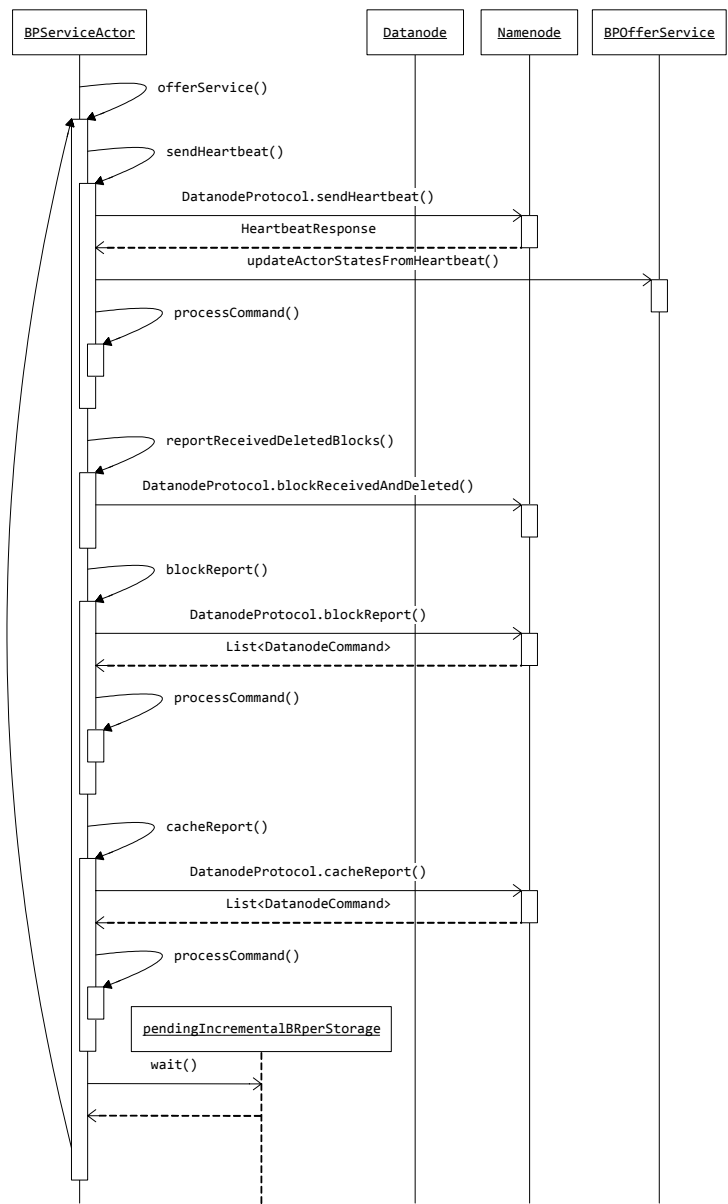 BPServiceActor
Datanode
Namenode
BPOfferService
offerService()
sendHeartbeat()
DatanodeProtocol.sendHeartbeat()
HeartbeatResponse
updateActorStatesFromHeartbeat()
processCommand()
reportReceivedDeletedBlocks()
DatanodeProtocol.blockReceivedAndDeleted()
blockReport()
DatanodeProtocol.blockReport()
List<DatanodeCommand>
processCommand()
cacheReport()
DatanodeProtocol.cacheReport()
List<DatanodeCommand>
processCommand()
pendingIncrementalBRperStorage
wait()